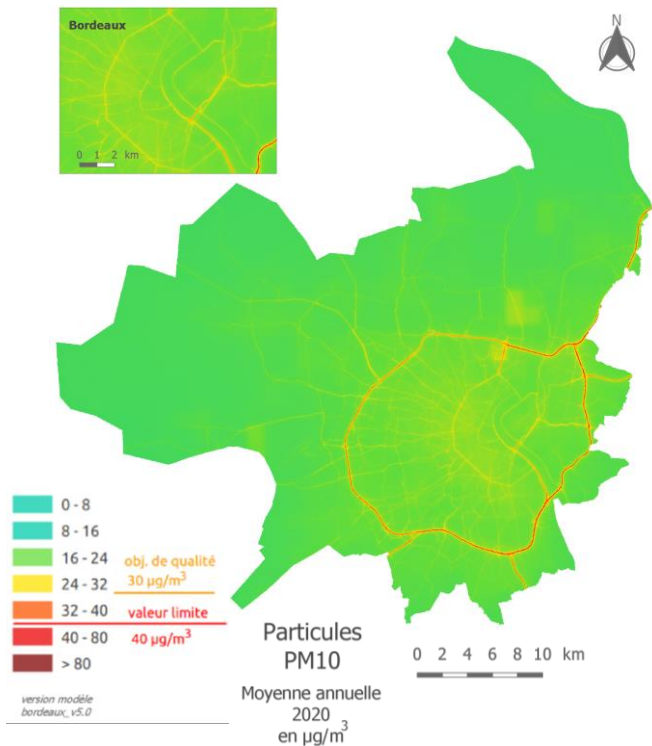 Bordeaux
N
0 1 2 km
0 - 8
8 - 16
16 - 24
obj. de qualité
24 - 32
30 µg/m³
32 - 40
valeur limite
40 - 80
40 µg/m³
> 80
version modèle
bordeaux_v5.0
Particules
PM10
Moyenne annuelle
2020
en µg/m³
0 2 4 6 8 10 km